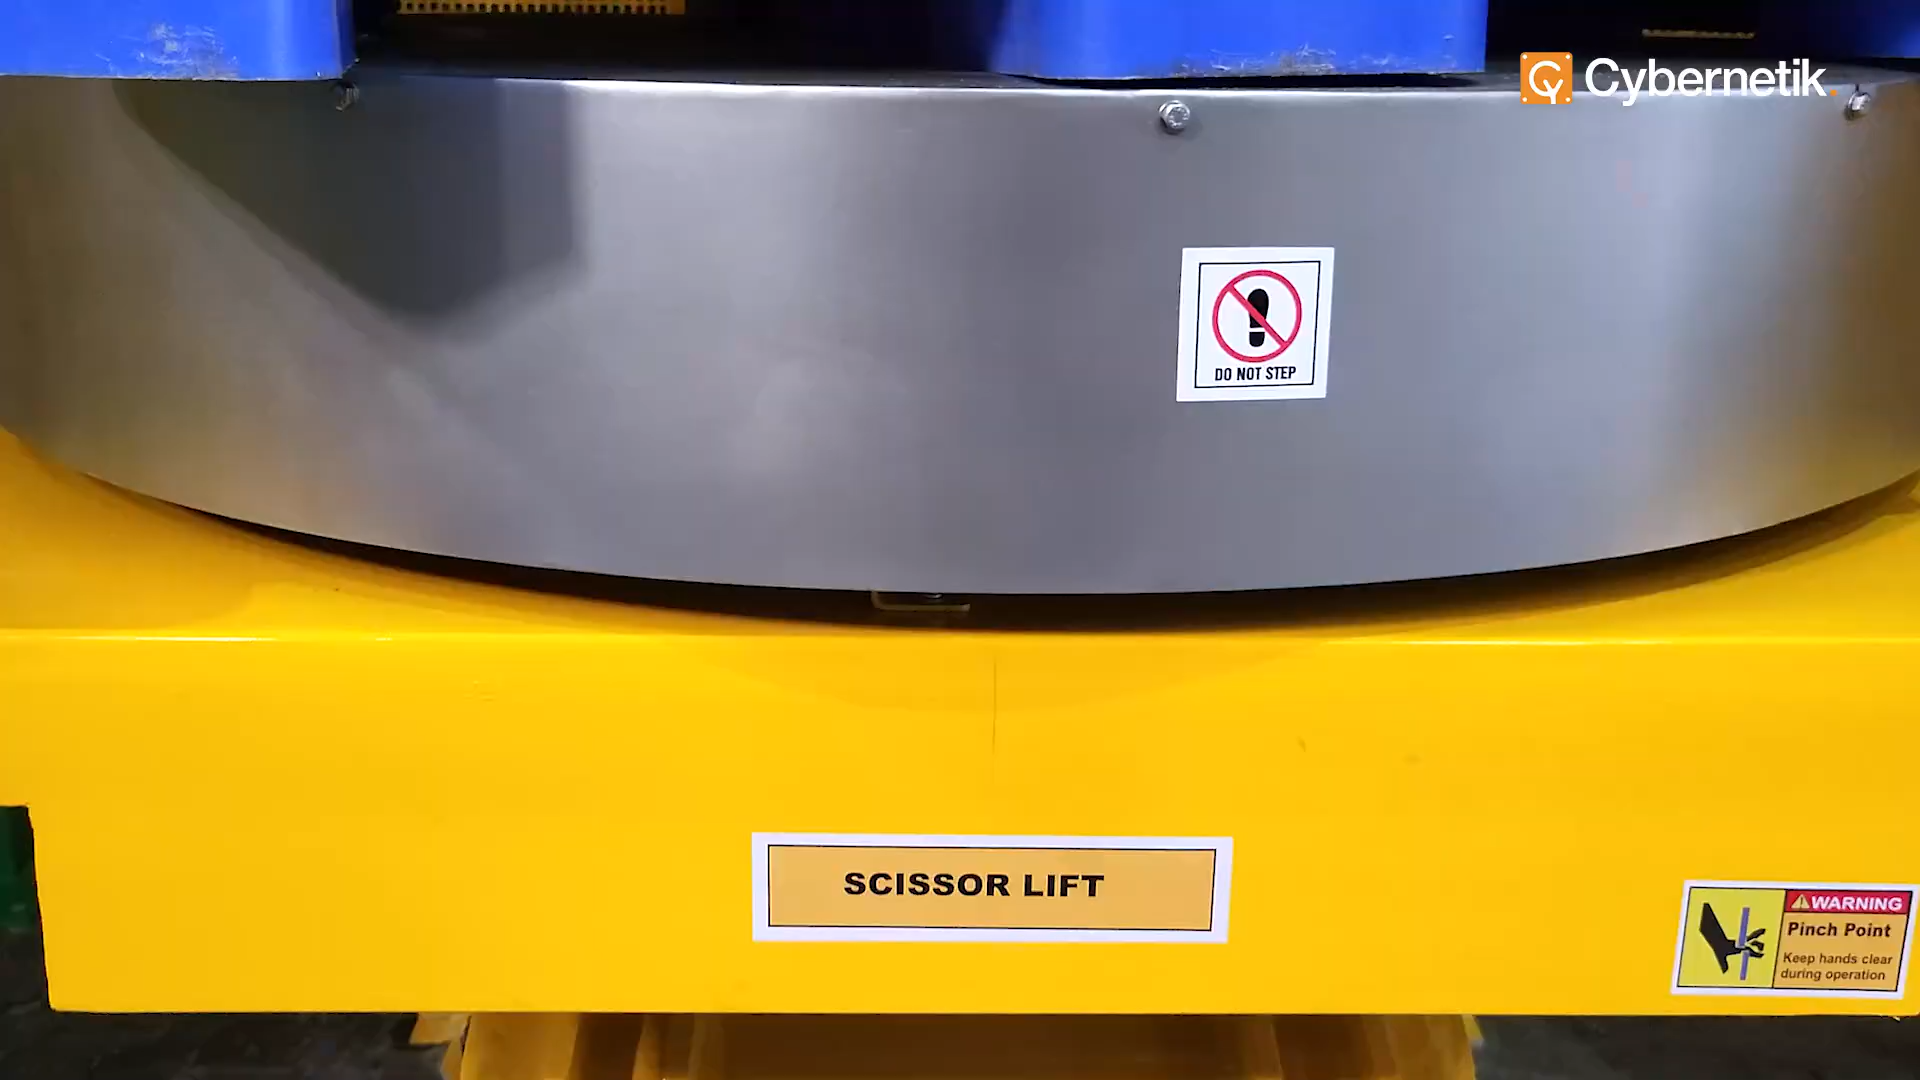 Cybernetik.
DO NOT STEP
SCISSOR LIFT
WARNING
Pinch Point
Keep hands clear
during operation